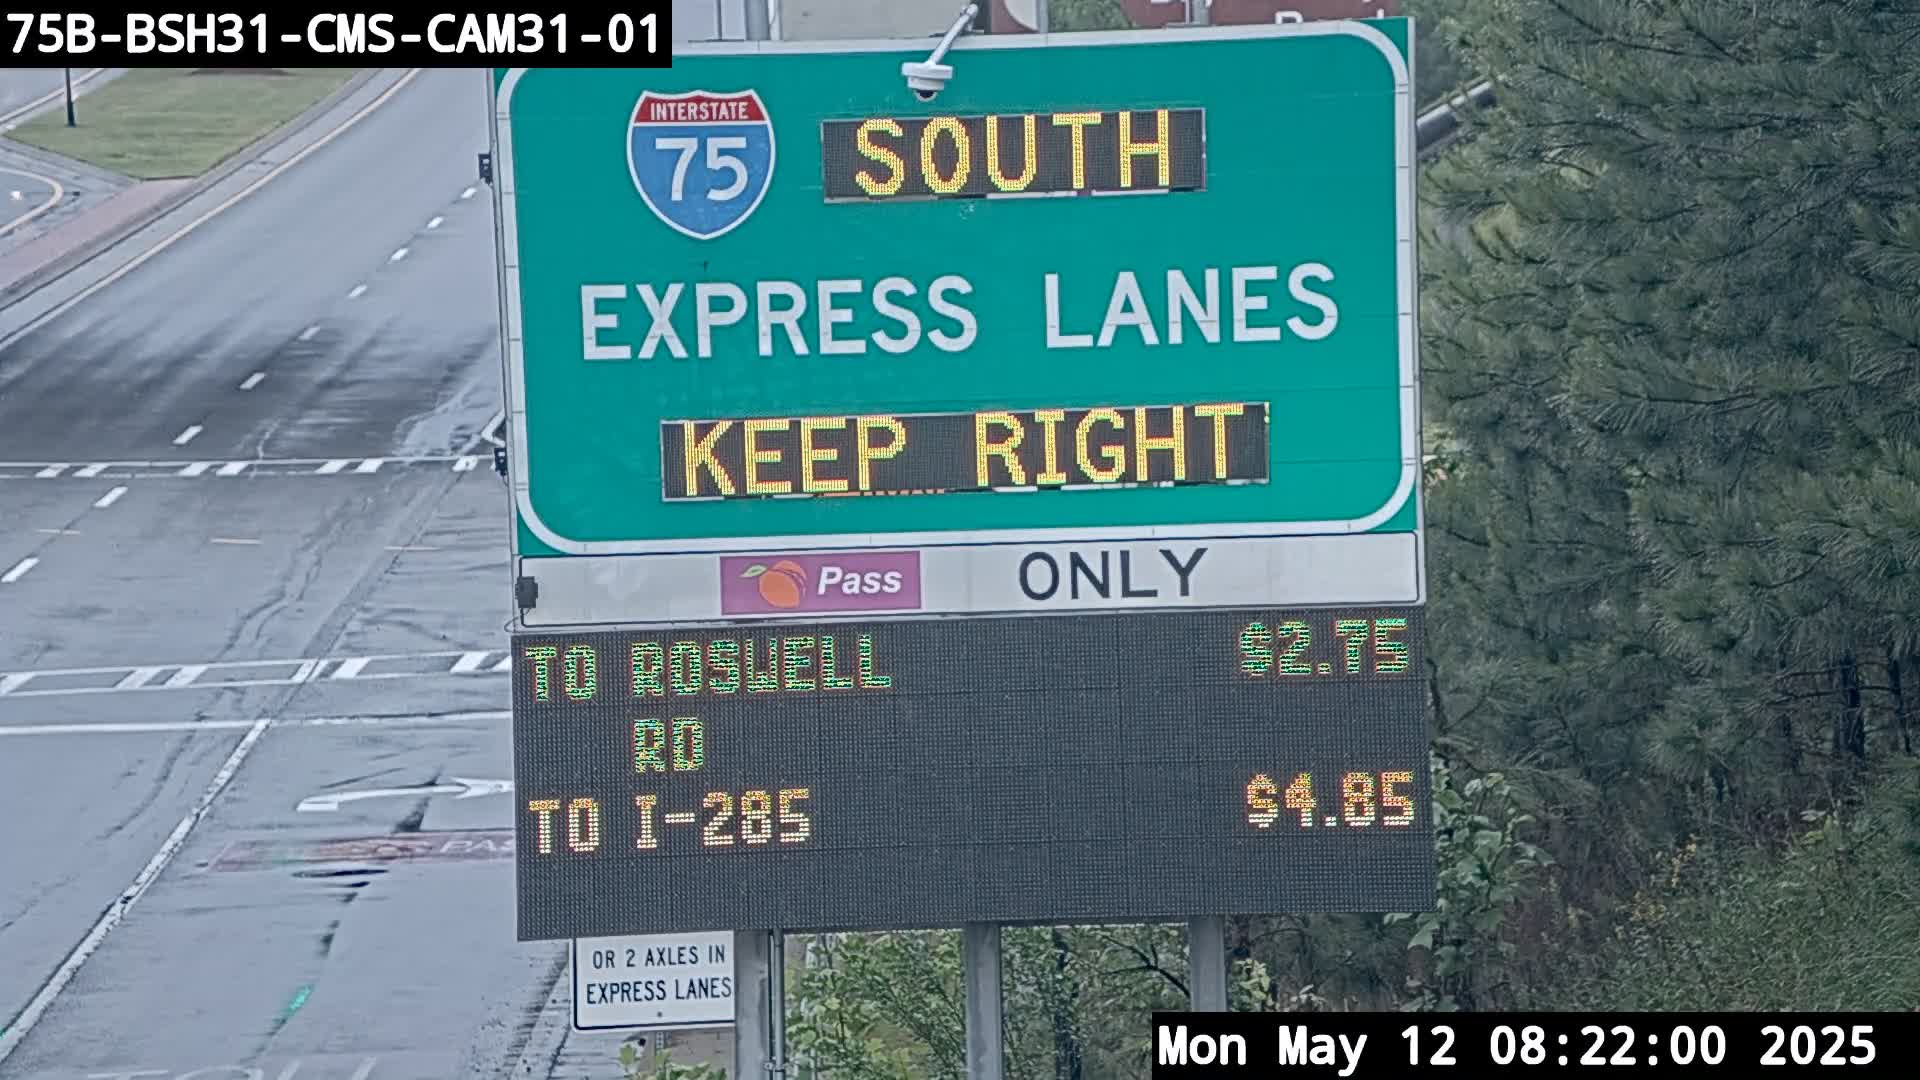 75B-BSH31-CMS-CAM31-01
INTERSTATE
75
SOUTH
EXPRESS LANES
KEEP RIGHT
Pass ONLY
TO ROSWELL $2.75
RD
TO I-285 $4.85
PASS
OR 2 AXLES IN
EXPRESS LANES
Mon May 12 08:22:00 2025